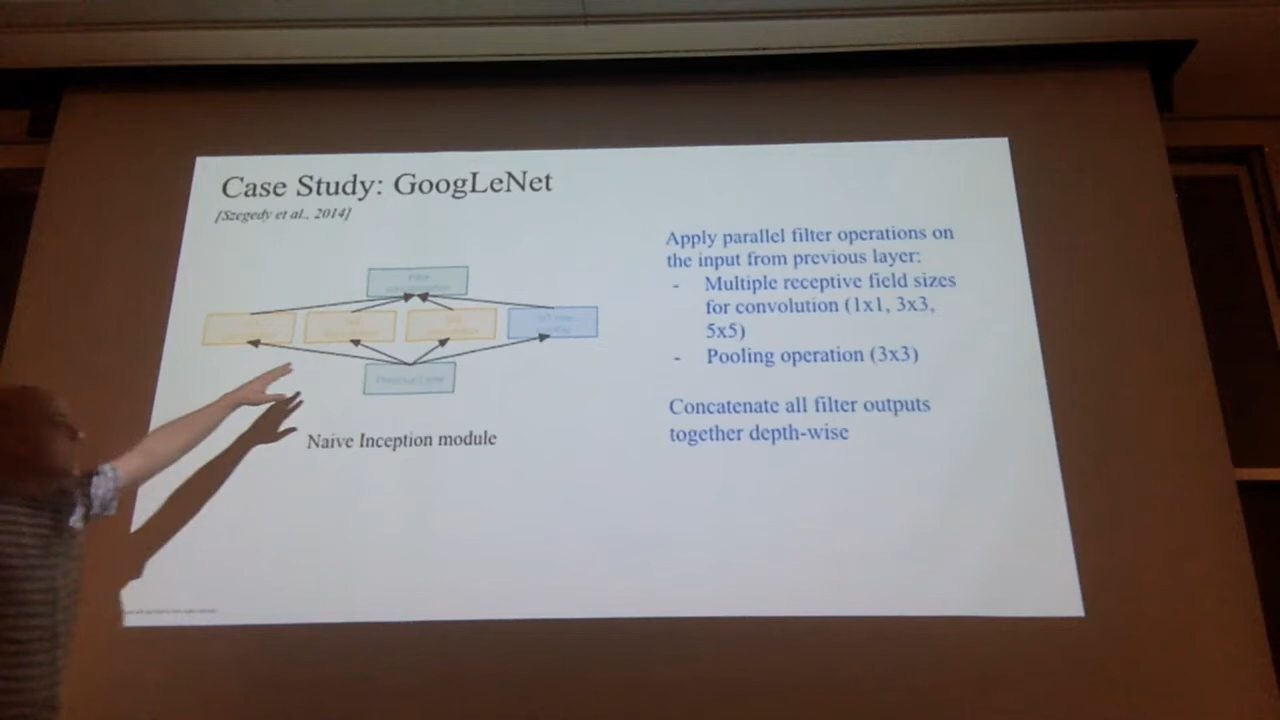 Case Study: GoogLeNet
[Szegedy et al., 2014]
Previous Layer
Naive Inception module
Apply parallel filter operations on
the input from previous layer:
- Multiple receptive field sizes
for convolution (1x1, 3x3,
5x5)
- Pooling operation (3x3)
Concatenate all filter outputs
together depth-wise